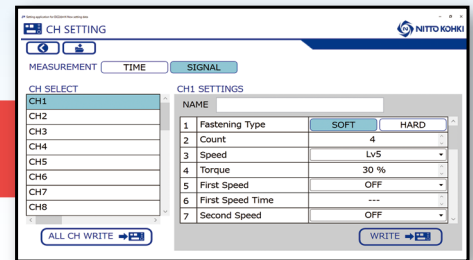 CH SETTING
NITTO KOHKI
MEASUREMENT TIME SIGNAL
CH SELECT
CH1
CH2
CH3
CH4
CH5
CH6
CH7
CH8
ALL CH WRITE
CH1 SETTINGS
NAME
1 Fastening Type SOFT HARD
2 Count 4
3 Speed Lv5
4 Torque 30 %
5 First Speed OFF
6 First Speed Time ---
7 Second Speed OFF
WRITE